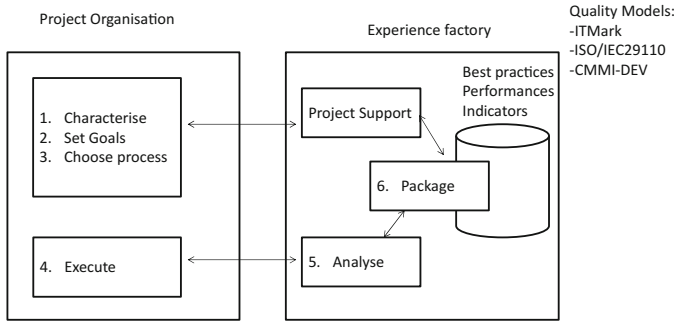 Project Organisation
1. Characterise
2. Set Goals
3. Choose process
4. Execute
Experience factory
Project Support
Best practices
Performances
Indicators
6. Package
5. Analyse
Quality Models:
-ITMark
-ISO/IEC29110
-CMMI-DEV